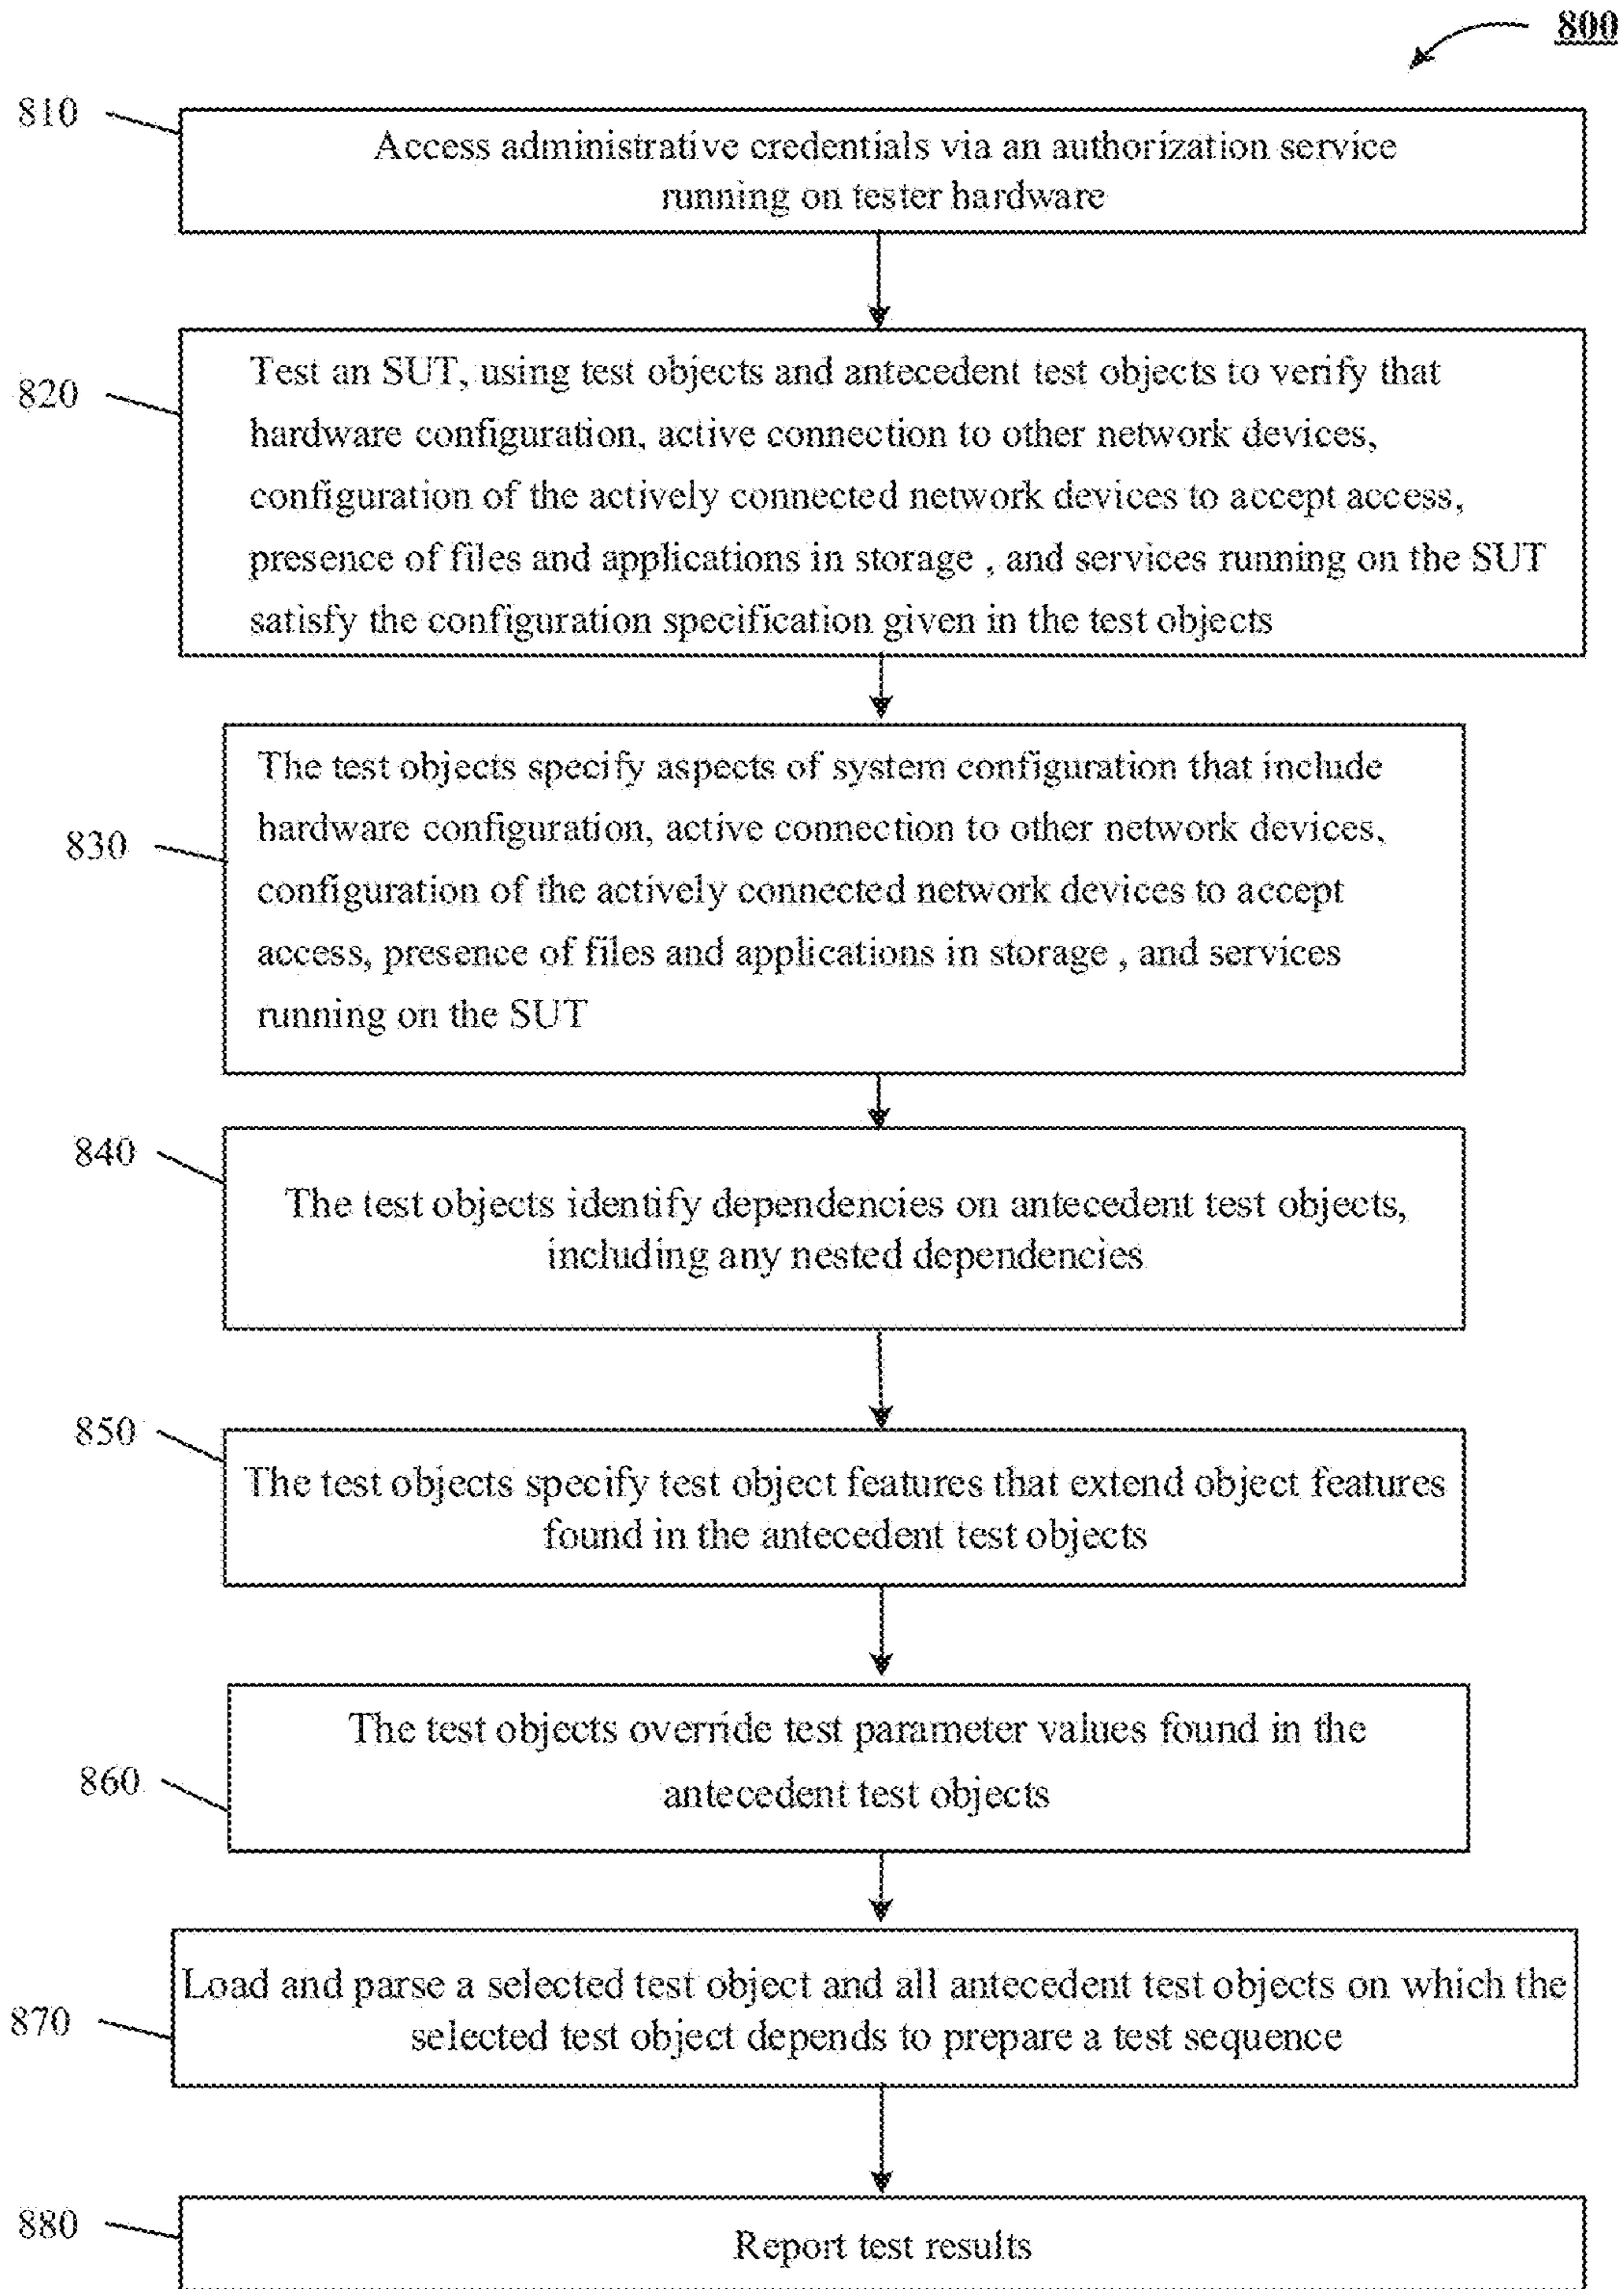 800
810
Access administrative credentials via an authorization service
running on tester hardware
820
Test an SUT, using test objects and antecedent test objects to verify that
hardware configuration, active connection to other network devices,
configuration of the actively connected network devices to accept access,
presence of files and applications in storage , and services running on the SUT
satisfy the configuration specification given in the test objects
830
The test objects specify aspects of system configuration that include
hardware configuration, active connection to other network devices,
configuration of the actively connected network devices to accept
access, presence of files and applications in storage , and services
running on the SUT
840
The test objects identify dependencies on antecedent test objects,
including any nested dependencies
850
The test objects specify test object features that extend object features
found in the antecedent test objects
860
The test objects override test parameter values found in the
antecedent test objects
870
Load and parse a selected test object and all antecedent test objects on which the
selected test object depends to prepare a test sequence
880
Report test results